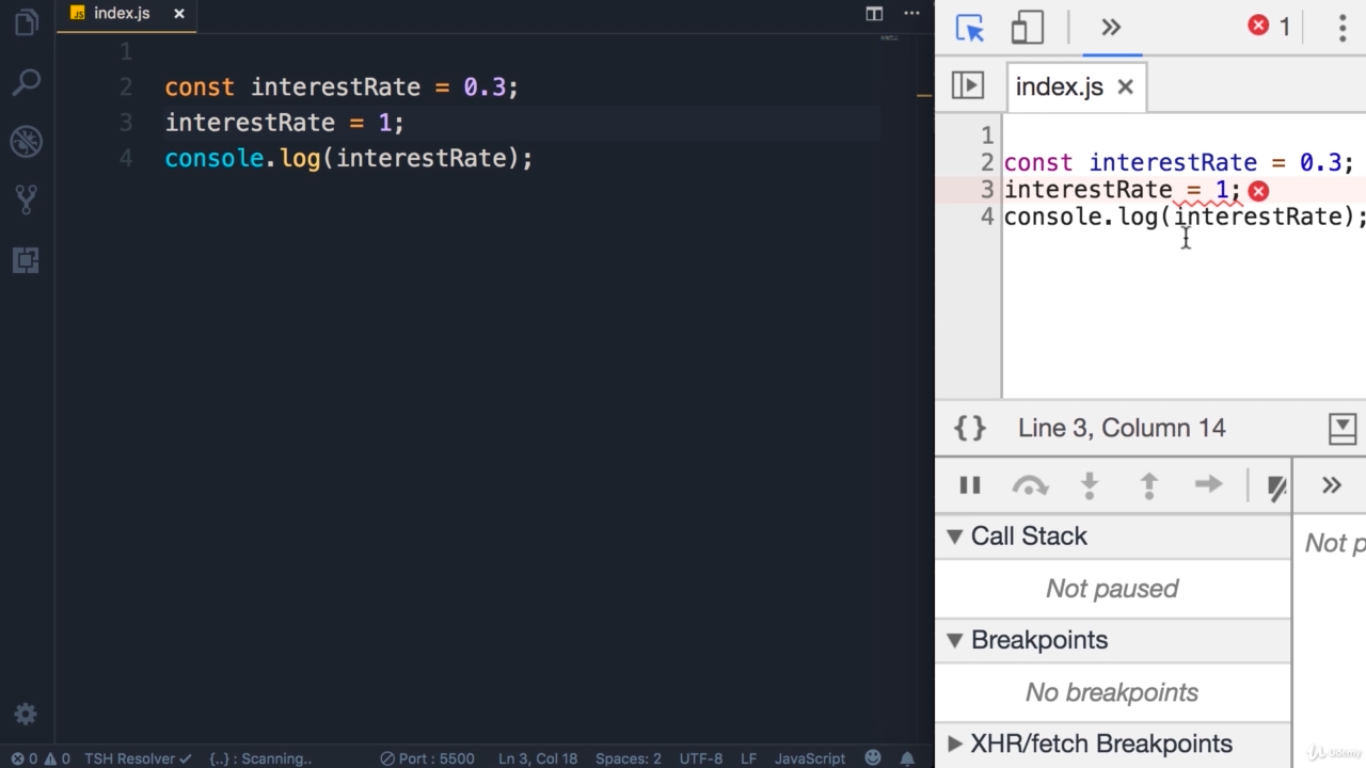 index.js
1
2 const interestRate = 0.3;
3 interestRate = 1;
4 console.log(interestRate);
0 0 TSH Resolver ✓ {..} : Scanning.. Port : 5500 Ln 3, Col 18 Spaces: 2 UTF-8 LF JavaScript
1
index.js
1
2 const interestRate = 0.3;
3 interestRate = 1;
4 console.log(interestRate);
{} Line 3, Column 14
Call Stack
Not paused
Not p
Breakpoints
No breakpoints
XHR/fetch Breakpoints
Udemy